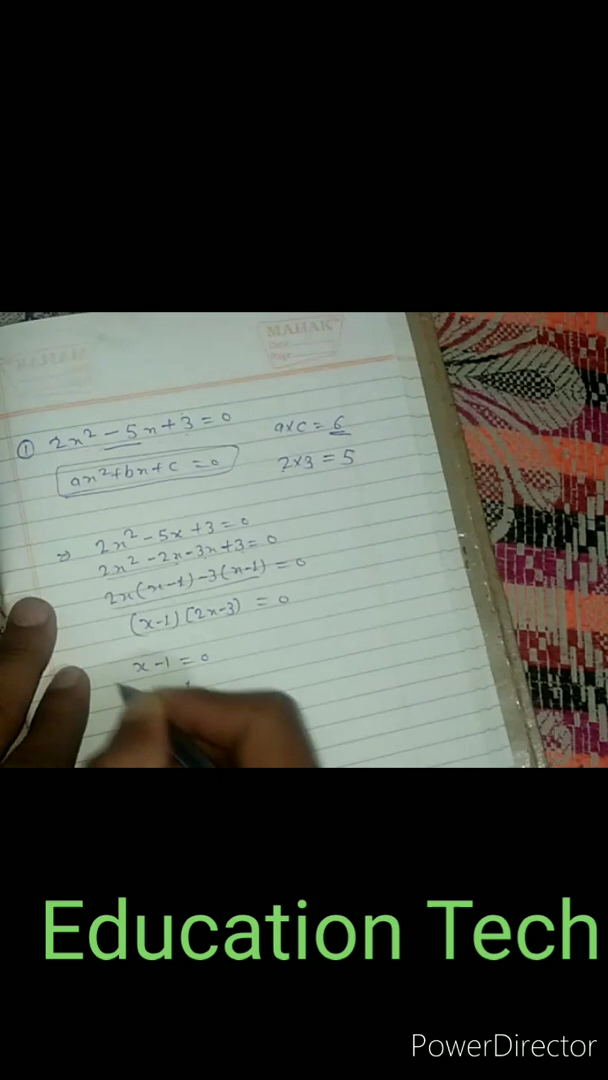 MAHAK
① 2x² - 5x + 3 = 0
a×c = 6
ax² + bx + c = 0
2×3 = 5
⇒ 2x² - 5x + 3 = 0
2x² - 2x - 3x + 3 = 0
2x(x-1) - 3(x-1) = 0
(x-1) (2x-3) = 0
x - 1 = 0
Education Tech
PowerDirector